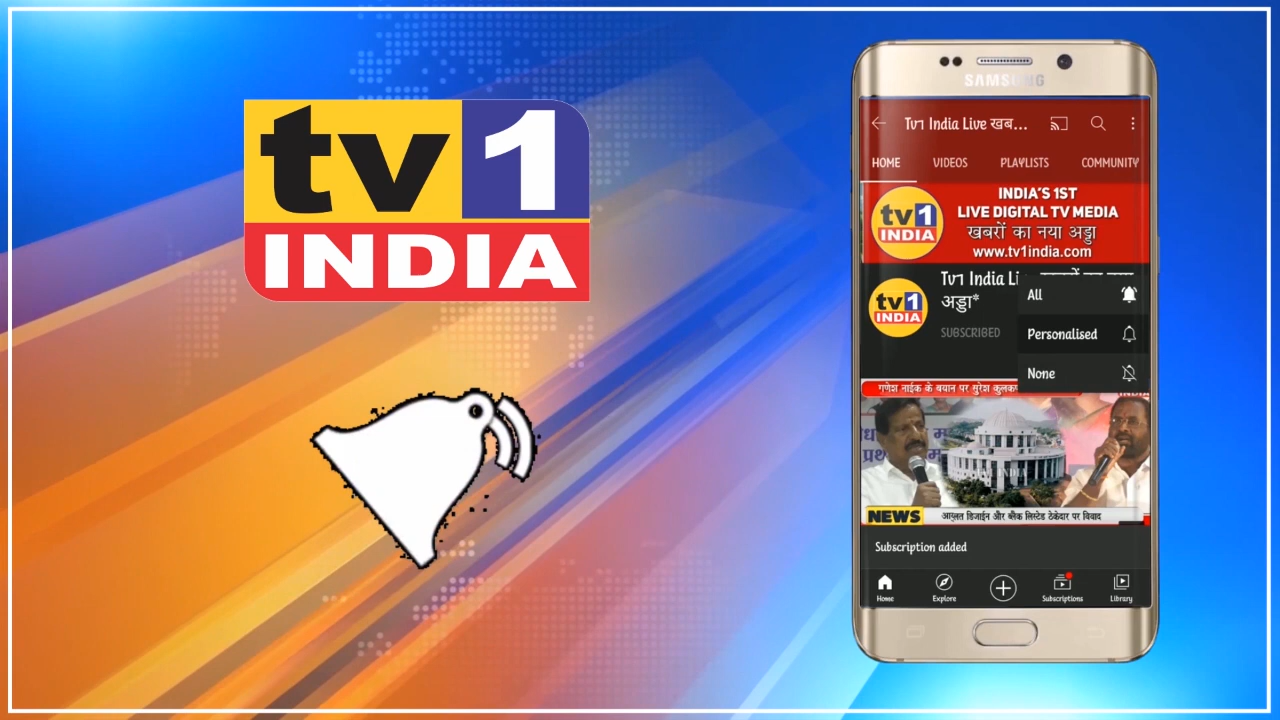 tv1
INDIA
SAMSUNG
Tv1 India Live खब...
HOME VIDEOS PLAYLISTS COMMUNITY
tv1
INDIA
INDIA'S 1ST
LIVE DIGITAL TV MEDIA
खबरों का नया अड्डा
www.tv1india.com
tv1
INDIA
Tv1 India Li
अड्डा*
SUBSCRIBED
All
Personalised
None
गणेश नाईक के बयान पर सुरेश कुलक
NEWS
डिजाईन और ब्लैक लिस्टेड ठेकेदार पर विवाद
Subscription added
Home Explore Subscriptions Library